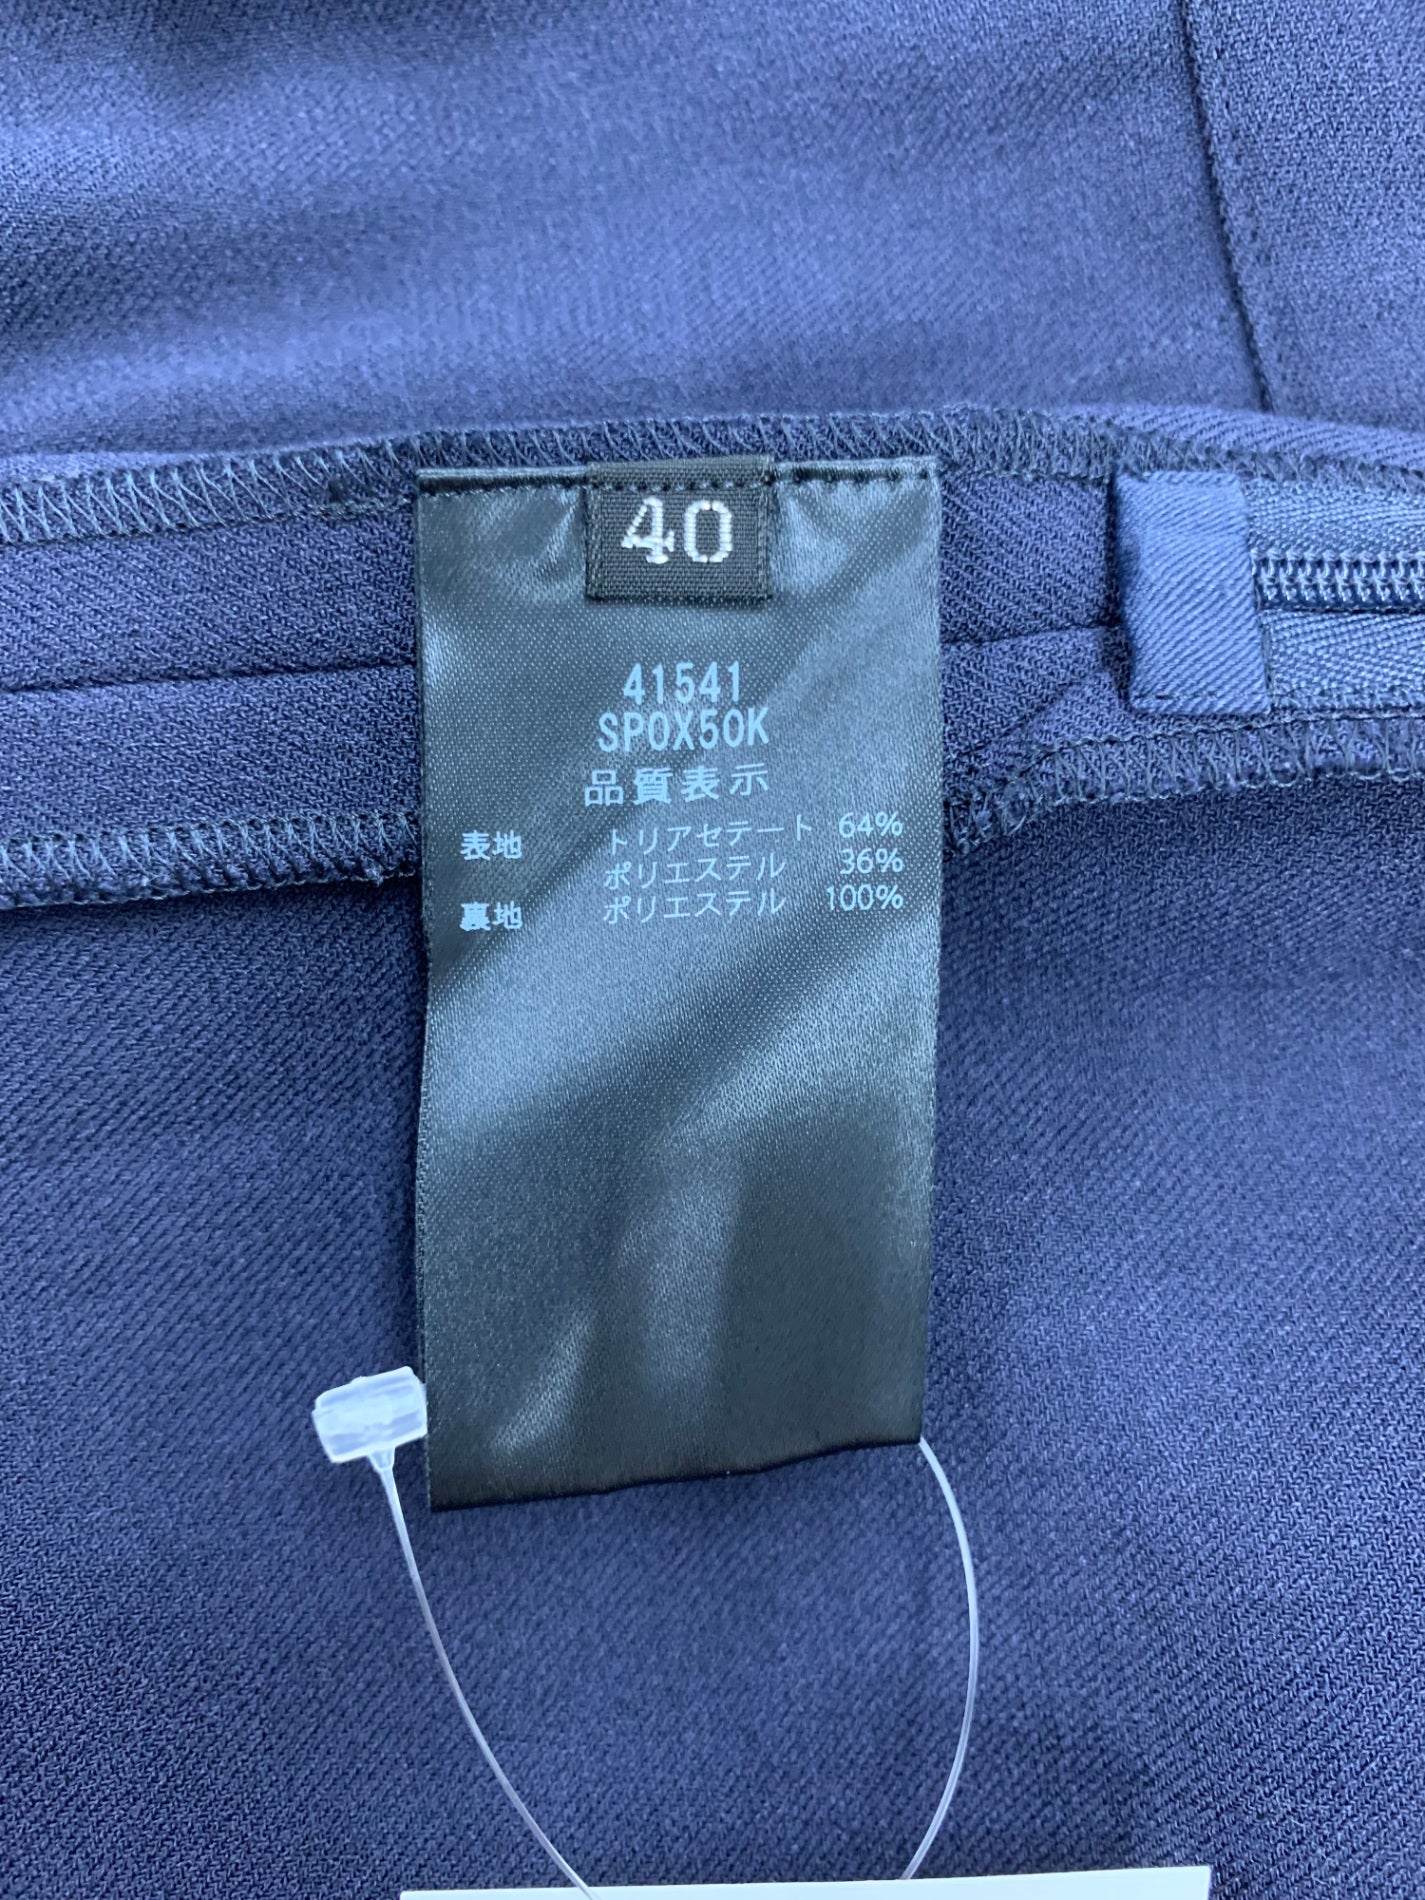 40
41541
SP0X50K
品質表示
表地 トリアセテート 64%
ポリエステル 36%
裏地 ポリエステル 100%